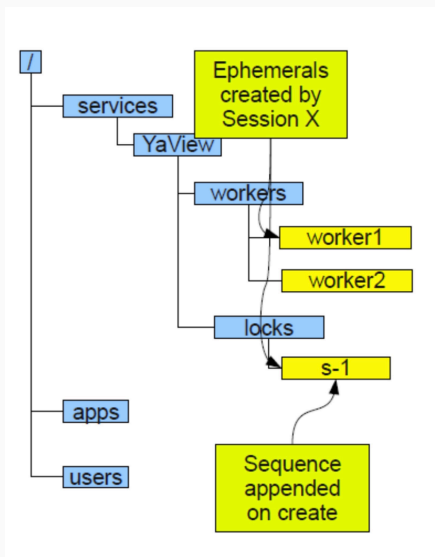 /
Ephemerals
created by
Session X
services
YaView
workers
worker1
worker2
locks
s-1
apps
users
Sequence
appended
on create